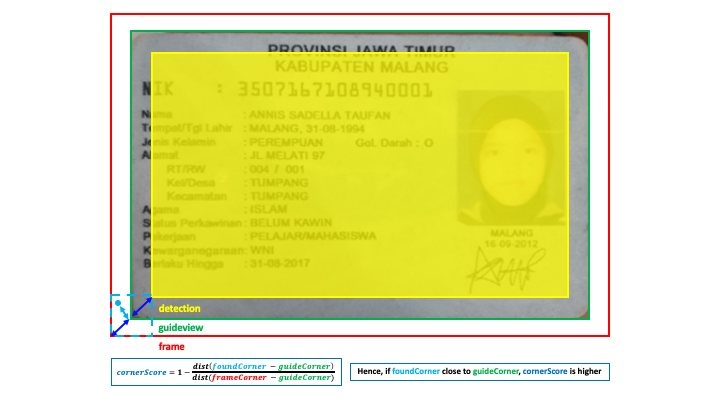 PROVINSI JAWA TIMUR
KABUPATEN MALANG
NIK : 3507167108940001
Nama : ANNIS SADELLA TAUFAN
Tempat/Tgl Lahir : MALANG, 31-08-1994
Jenis Kelamin : PEREMPUAN Gol. Darah : O
Alamat : JL MELATI 97
RT/RW : 004 / 001
Kel/Desa : TUMPANG
Kecamatan : TUMPANG
Agama : ISLAM
Status Perkawinan: BELUM KAWIN
Pekerjaan : PELAJAR/MAHASISWA
Kewarganegaraan: WNI
Berlaku Hingga : 31-08-2017
MALANG
16-09-2012
detection
guideview
frame
cornerScore = 1 − dist(foundCorner − guideCorner) / dist(frameCorner − guideCorner)
Hence, if foundCorner close to guideCorner, cornerScore is higher